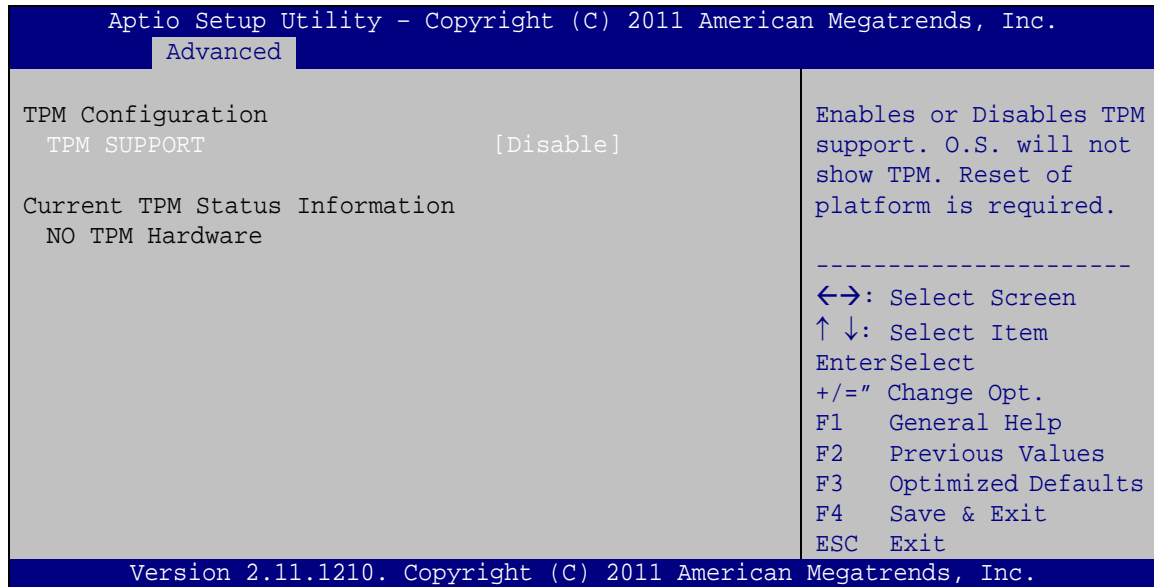 Aptio Setup Utility – Copyright (C) 2011 American Megatrends, Inc.
Advanced
TPM Configuration
TPM SUPPORT [Disable]
Current TPM Status Information
NO TPM Hardware
Enables or Disables TPM
support. O.S. will not
show TPM. Reset of
platform is required.
----------------------
←→: Select Screen
↑ ↓: Select Item
EnterSelect
+/=" Change Opt.
F1 General Help
F2 Previous Values
F3 Optimized Defaults
F4 Save & Exit
ESC Exit
Version 2.11.1210. Copyright (C) 2011 American Megatrends, Inc.